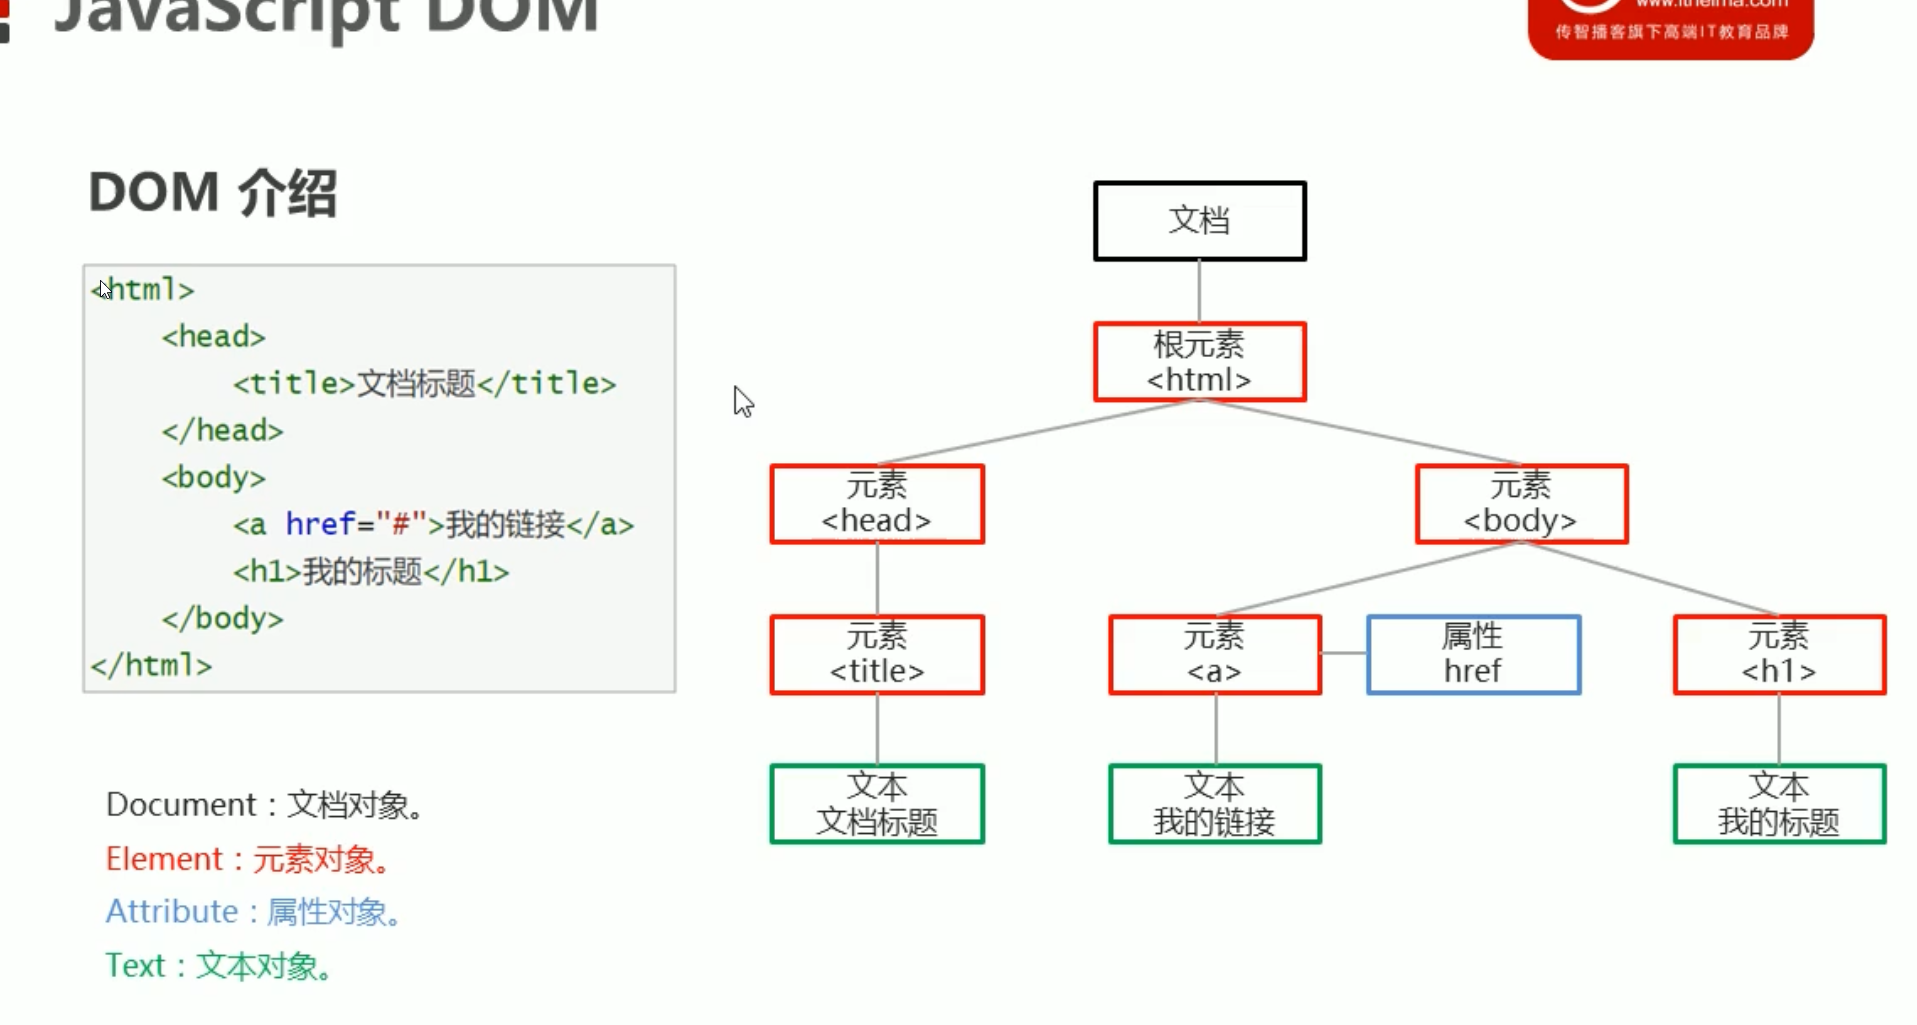 JavaScript DOM
www.itheima.com
传智播客旗下高端IT教育品牌
DOM 介绍
<html>
<head>
<title>文档标题</title>
</head>
<body>
<a href="#">我的链接</a>
<h1>我的标题</h1>
</body>
</html>
Document：文档对象。
Element：元素对象。
Attribute：属性对象。
Text：文本对象。
文档
根元素
<html>
元素
<head>
元素
<body>
元素
<title>
元素
<a>
属性
href
元素
<h1>
文本
文档标题
文本
我的链接
文本
我的标题